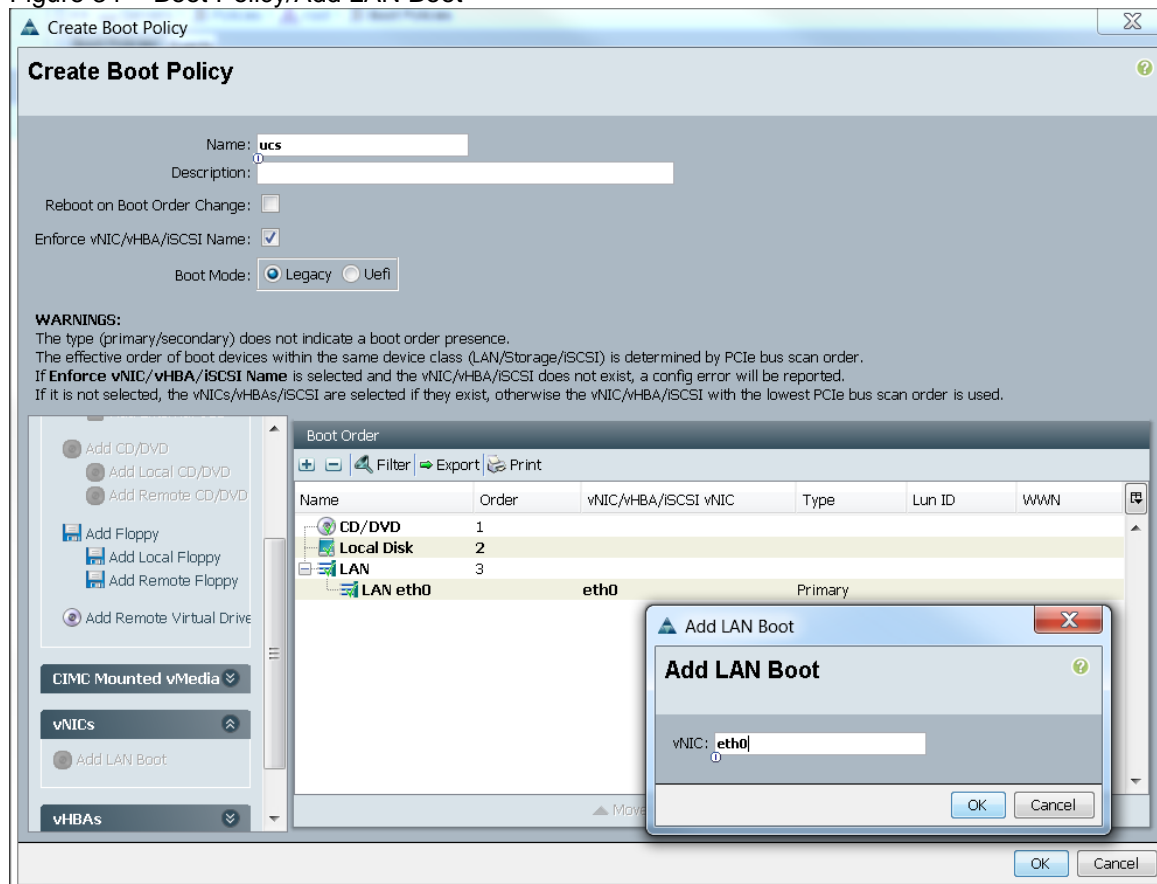 Create Boot Policy
Create Boot Policy
Name: ucs
Description:
Reboot on Boot Order Change:
Enforce vNIC/vHBA/iSCSI Name:
Boot Mode: Legacy Uefi
WARNINGS:
The type (primary/secondary) does not indicate a boot order presence.
The effective order of boot devices within the same device class (LAN/Storage/iSCSI) is determined by PCIe bus scan order.
If Enforce vNIC/vHBA/iSCSI Name is selected and the vNIC/vHBA/iSCSI does not exist, a config error will be reported.
If it is not selected, the vNICs/vHBAs/iSCSI are selected if they exist, otherwise the vNIC/vHBA/iSCSI with the lowest PCIe bus scan order is used.
Add CD/DVD
Add Local CD/DVD
Add Remote CD/DVD
Add Floppy
Add Local Floppy
Add Remote Floppy
Add Remote Virtual Drive
CIMC Mounted vMedia
vNICs
Add LAN Boot
vHBAs
Boot Order
Filter Export Print
Name Order vNIC/vHBA/iSCSI vNIC Type Lun ID WWN
CD/DVD 1
Local Disk 2
LAN 3
LAN eth0 eth0 Primary
Move
Add LAN Boot
Add LAN Boot
vNIC: eth0
OK Cancel
OK Cancel